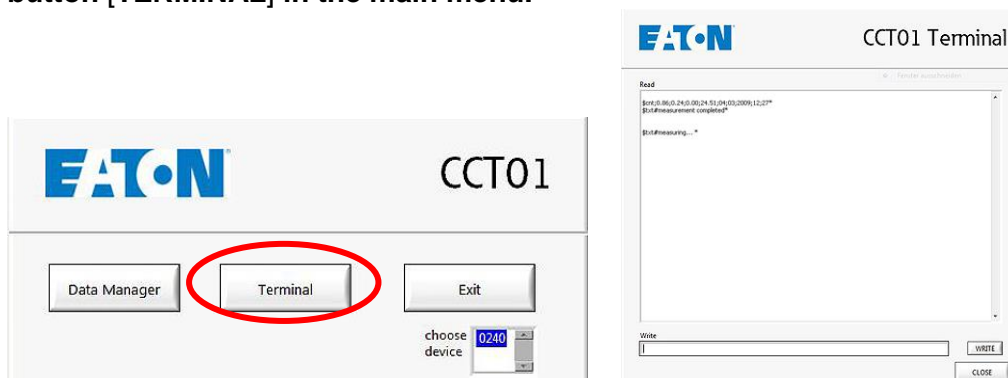 button [TERMINAL] in the main menu.
EATON
CCT01
Data Manager
Terminal
Exit
choose
device
0240
EATON
CCT01 Terminal
Read
$cnt;0.86;0.24;0.00;24.51;04;03;2009;12;27*
$txt#measurement completed*
$txt#measuring... *
Write
WRITE
CLOSE